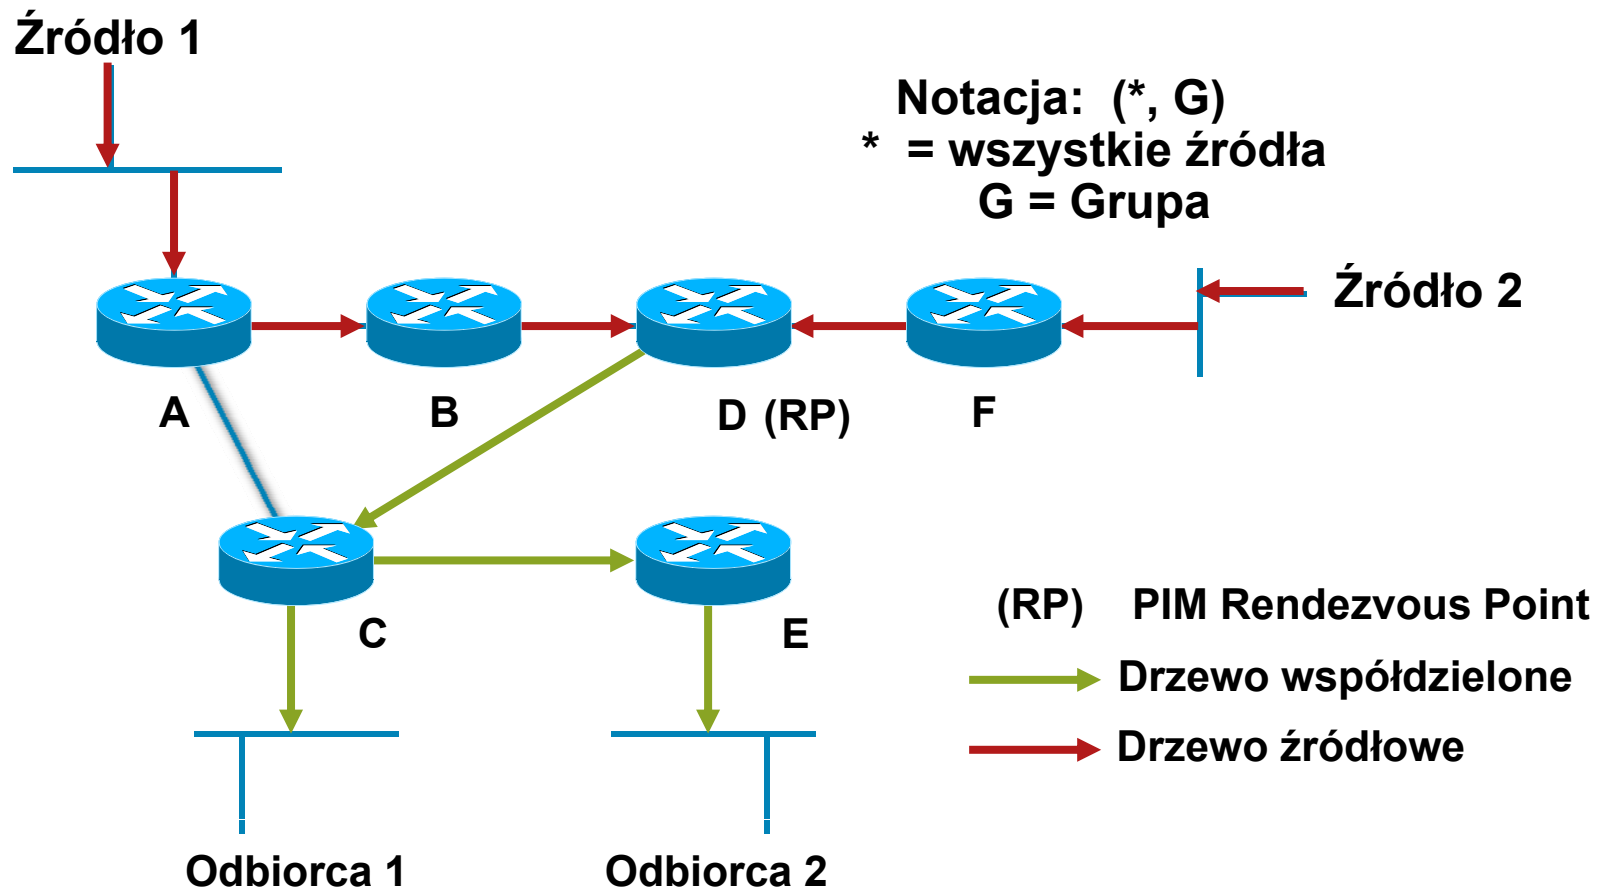 Źródło 1
Notacja: (*, G)
* = wszystkie źródła
G = Grupa
Źródło 2
A
B
D (RP)
F
C
E
(RP) PIM Rendezvous Point
Drzewo współdzielone
Drzewo źródłowe
Odbiorca 1
Odbiorca 2